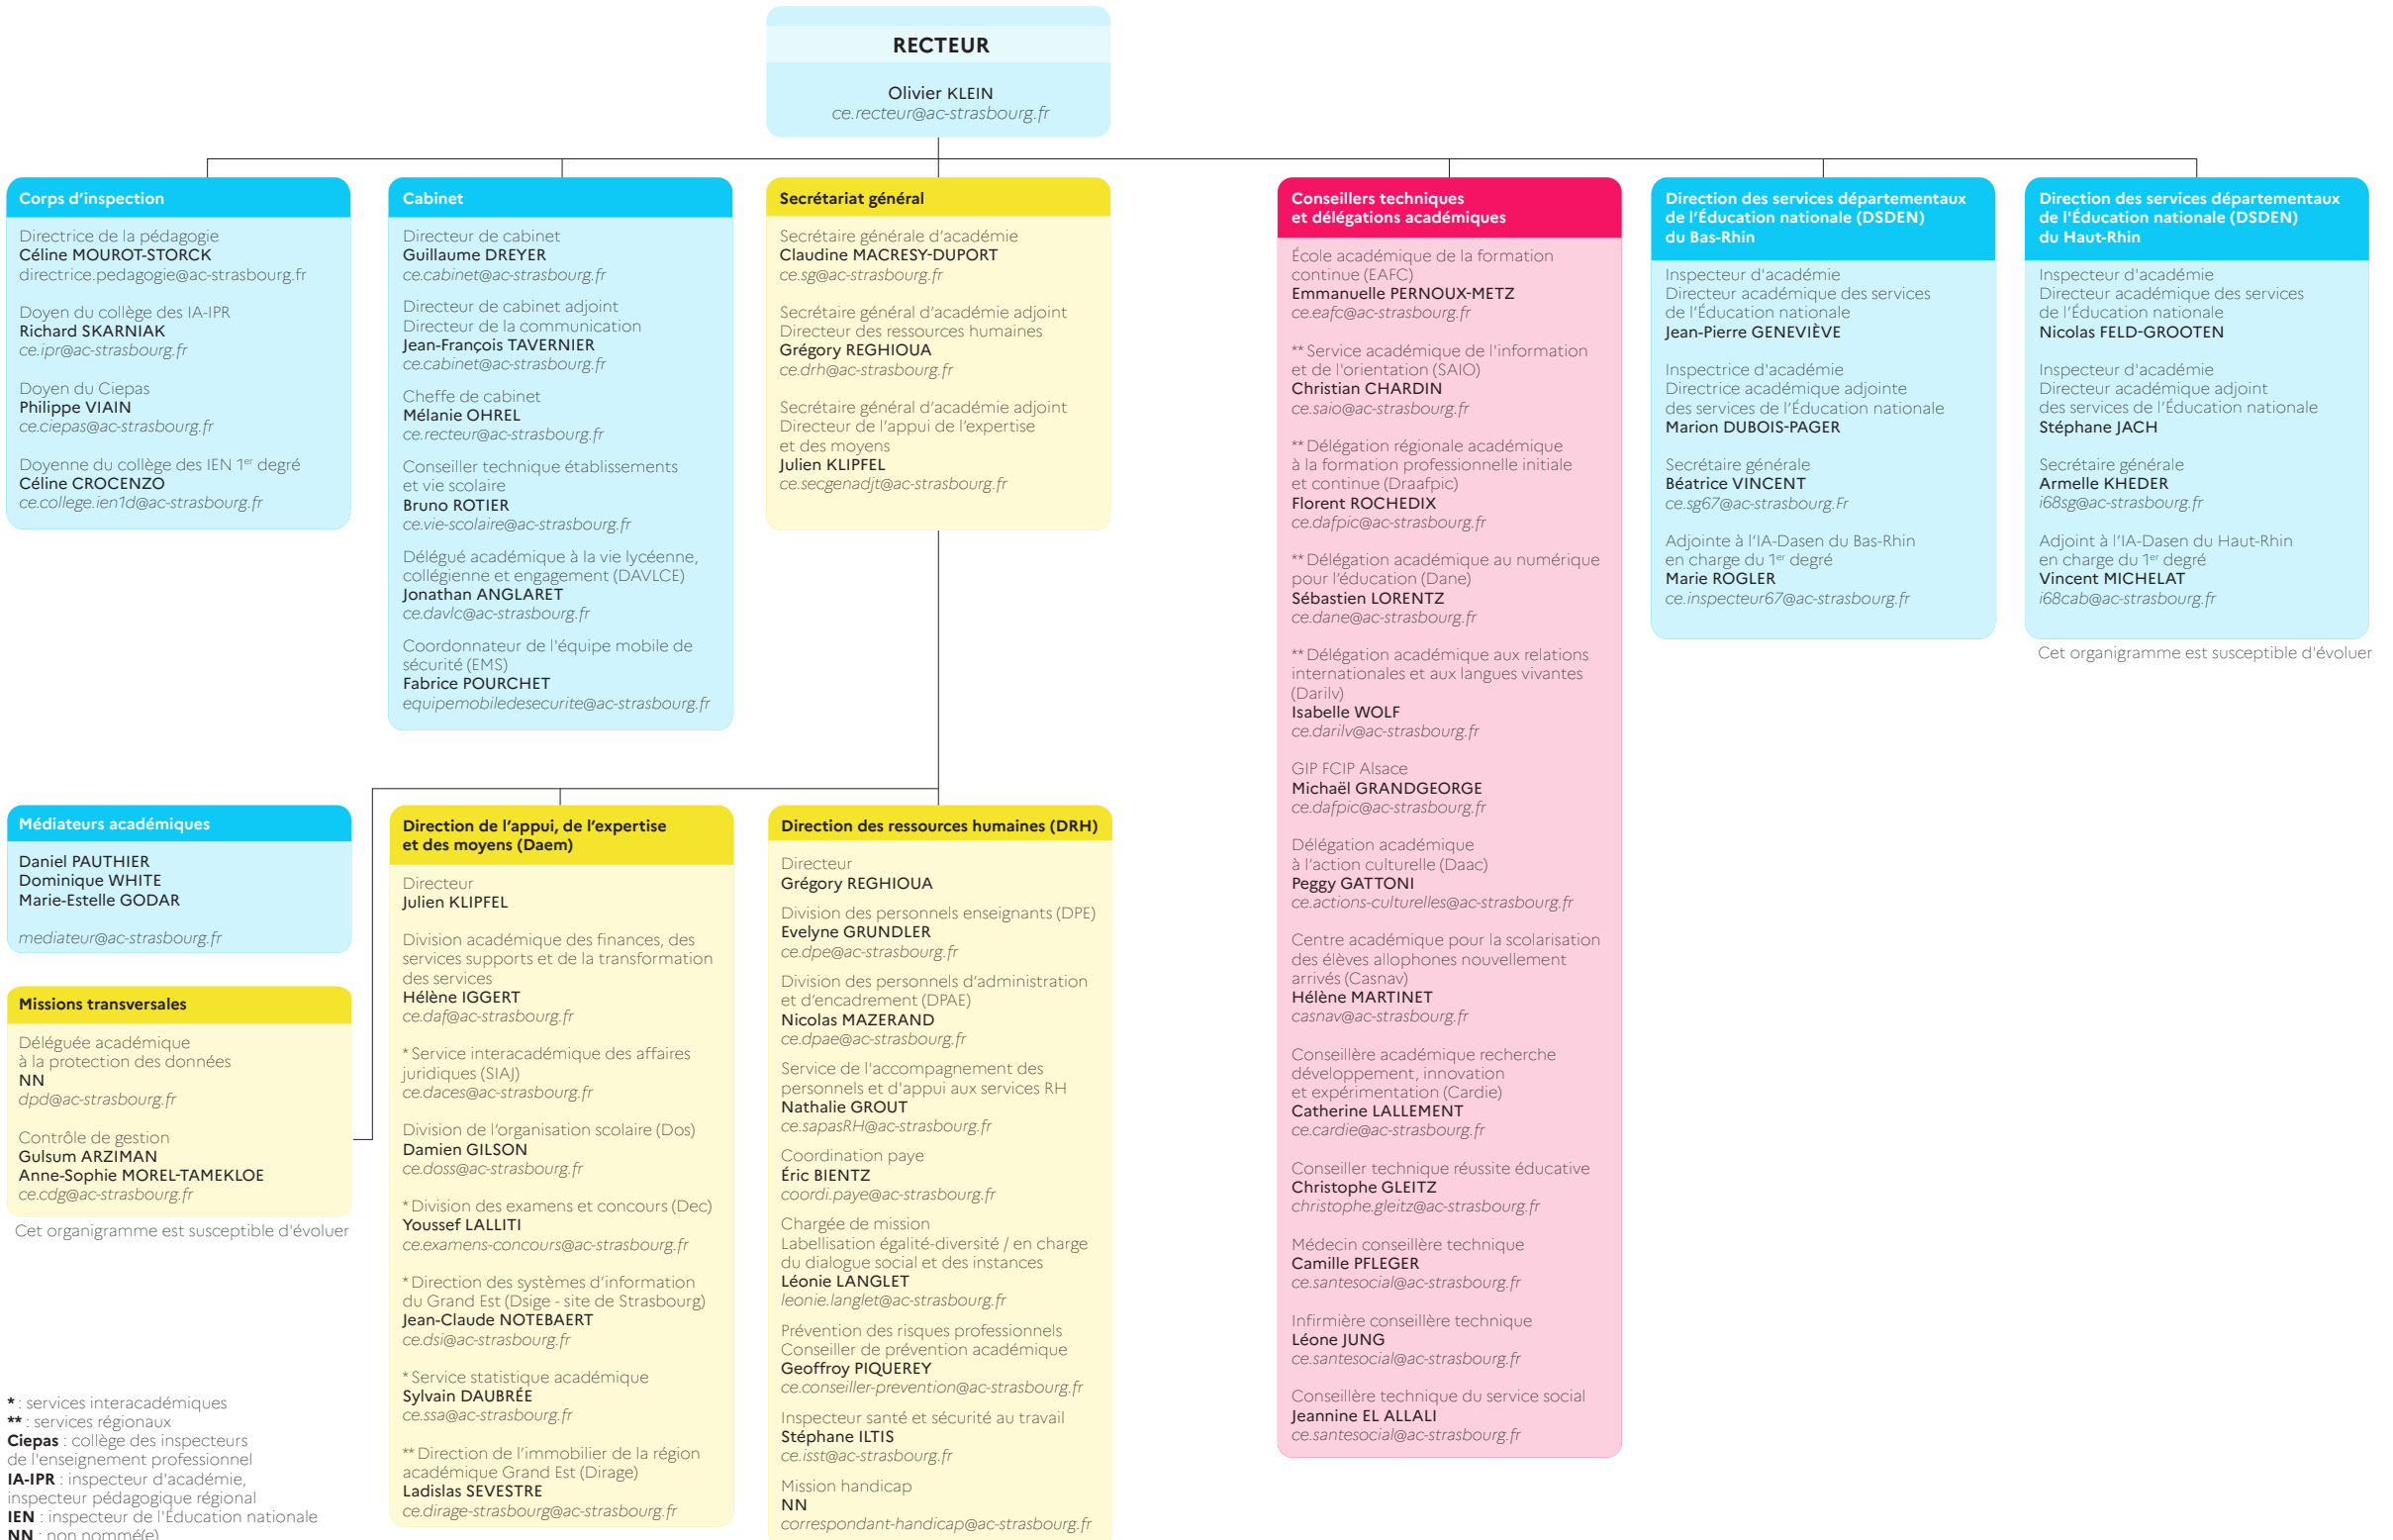 RECTEUR
Olivier KLEIN
ce.recteur@ac-strasbourg.fr
Corps d’inspection
Directrice de la pédagogie
Céline MOUROT-STORCK
directrice.pedagogie@ac-strasbourg.fr
Doyen du collège des IA-IPR
Richard SKARNIAK
ce.ipr@ac-strasbourg.fr
Doyen du Ciepas
Philippe VIAIN
ce.ciepas@ac-strasbourg.fr
Doyenne du collège des IEN 1er degré
Céline CROCENZO
ce.college.ien1d@ac-strasbourg.fr
Cabinet
Directeur de cabinet
Guillaume DREYER
ce.cabinet@ac-strasbourg.fr
Directeur de cabinet adjoint
Directeur de la communication
Jean-François TAVERNIER
ce.cabinet@ac-strasbourg.fr
Cheffe de cabinet
Mélanie OHREL
ce.recteur@ac-strasbourg.fr
Conseiller technique établissements
et vie scolaire
Bruno ROTIER
ce.vie-scolaire@ac-strasbourg.fr
Délégué académique à la vie lycéenne,
collégienne et engagement (DAVLCE)
Jonathan ANGLARET
ce.davlc@ac-strasbourg.fr
Coordonnateur de l'équipe mobile de
sécurité (EMS)
Fabrice POURCHET
equipemobiledesecurite@ac-strasbourg.fr
Secrétariat général
Secrétaire générale d’académie
Claudine MACRESY-DUPORT
ce.sg@ac-strasbourg.fr
Secrétaire général d’académie adjoint
Directeur des ressources humaines
Grégory REGHIOUA
ce.drh@ac-strasbourg.fr
Secrétaire général d’académie adjoint
Directeur de l’appui de l’expertise
et des moyens
Julien KLIPFEL
ce.secgenadjt@ac-strasbourg.fr
Conseillers techniques
et délégations académiques
École académique de la formation
continue (EAFC)
Emmanuelle PERNOUX-METZ
ce.eafc@ac-strasbourg.fr
** Service académique de l'information
et de l'orientation (SAIO)
Christian CHARDIN
ce.saio@ac-strasbourg.fr
** Délégation régionale académique
à la formation professionnelle initiale
et continue (Draafpic)
Florent ROCHEDIX
ce.dafpic@ac-strasbourg.fr
** Délégation académique au numérique
pour l’éducation (Dane)
Sébastien LORENTZ
ce.dane@ac-strasbourg.fr
** Délégation académique aux relations
internationales et aux langues vivantes
(Darilv)
Isabelle WOLF
ce.darilv@ac-strasbourg.fr
GIP FCIP Alsace
Michaël GRANDGEORGE
ce.dafpic@ac-strasbourg.fr
Délégation académique
à l’action culturelle (Daac)
Peggy GATTONI
ce.actions-culturelles@ac-strasbourg.fr
Centre académique pour la scolarisation
des élèves allophones nouvellement
arrivés (Casnav)
Hélène MARTINET
casnav@ac-strasbourg.fr
Conseillère académique recherche
développement, innovation
et expérimentation (Cardie)
Catherine LALLEMENT
ce.cardie@ac-strasbourg.fr
Conseiller technique réussite éducative
Christophe GLEITZ
christophe.gleitz@ac-strasbourg.fr
Médecin conseillère technique
Camille PFLEGER
ce.santesocial@ac-strasbourg.fr
Infirmière conseillère technique
Léone JUNG
ce.santesocial@ac-strasbourg.fr
Conseillère technique du service social
Jeannine EL ALLALI
ce.santesocial@ac-strasbourg.fr
Direction des services départementaux
de l’Éducation nationale (DSDEN)
du Bas-Rhin
Inspecteur d'académie
Directeur académique des services
de l’Éducation nationale
Jean-Pierre GENEVIÈVE
Inspectrice d'académie
Directrice académique adjointe
des services de l’Éducation nationale
Marion DUBOIS-PAGER
Secrétaire générale
Béatrice VINCENT
ce.sg67@ac-strasbourg.Fr
Adjointe à l’IA-Dasen du Bas-Rhin
en charge du 1er degré
Marie ROGLER
ce.inspecteur67@ac-strasbourg.fr
Direction des services départementaux
de l'Éducation nationale (DSDEN)
du Haut-Rhin
Inspecteur d'académie
Directeur académique des services
de l’Éducation nationale
Nicolas FELD-GROOTEN
Inspecteur d'académie
Directeur académique adjoint
des services de l’Éducation nationale
Stéphane JACH
Secrétaire générale
Armelle KHEDER
i68sg@ac-strasbourg.fr
Adjoint à l’IA-Dasen du Haut-Rhin
en charge du 1er degré
Vincent MICHELAT
i68cab@ac-strasbourg.fr
Cet organigramme est susceptible d'évoluer
Médiateurs académiques
Daniel PAUTHIER
Dominique WHITE
Marie-Estelle GODAR
mediateur@ac-strasbourg.fr
Missions transversales
Déléguée académique
à la protection des données
NN
dpd@ac-strasbourg.fr
Contrôle de gestion
Gulsum ARZIMAN
Anne-Sophie MOREL-TAMEKLOE
ce.cdg@ac-strasbourg.fr
Cet organigramme est susceptible d'évoluer
Direction de l’appui, de l’expertise
et des moyens (Daem)
Directeur
Julien KLIPFEL
Division académique des finances, des
services supports et de la transformation
des services
Hélène IGGERT
ce.daf@ac-strasbourg.fr
* Service interacadémique des affaires
juridiques (SIAJ)
ce.daces@ac-strasbourg.fr
Division de l’organisation scolaire (Dos)
Damien GILSON
ce.doss@ac-strasbourg.fr
* Division des examens et concours (Dec)
Youssef LALLITI
ce.examens-concours@ac-strasbourg.fr
* Direction des systèmes d’information
du Grand Est (Dsige - site de Strasbourg)
Jean-Claude NOTEBAERT
ce.dsi@ac-strasbourg.fr
* Service statistique académique
Sylvain DAUBRÉE
ce.ssa@ac-strasbourg.fr
** Direction de l’immobilier de la région
académique Grand Est (Dirage)
Ladislas SEVESTRE
ce.dirage-strasbourg@ac-strasbourg.fr
Direction des ressources humaines (DRH)
Directeur
Grégory REGHIOUA
Division des personnels enseignants (DPE)
Evelyne GRUNDLER
ce.dpe@ac-strasbourg.fr
Division des personnels d’administration
et d’encadrement (DPAE)
Nicolas MAZERAND
ce.dpae@ac-strasbourg.fr
Service de l'accompagnement des
personnels et d'appui aux services RH
Nathalie GROUT
ce.sapasRH@ac-strasbourg.fr
Coordination paye
Éric BIENTZ
coordi.paye@ac-strasbourg.fr
Chargée de mission
Labellisation égalité-diversité / en charge
du dialogue social et des instances
Léonie LANGLET
leonie.langlet@ac-strasbourg.fr
Prévention des risques professionnels
Conseiller de prévention académique
Geoffroy PIQUEREY
ce.conseiller-prevention@ac-strasbourg.fr
Inspecteur santé et sécurité au travail
Stéphane ILTIS
ce.isst@ac-strasbourg.fr
Mission handicap
NN
correspondant-handicap@ac-strasbourg.fr
* : services interacadémiques
** : services régionaux
Ciepas : collège des inspecteurs
de l'enseignement professionnel
IA-IPR : inspecteur d'académie,
inspecteur pédagogique régional
IEN : inspecteur de l'Éducation nationale
NN : non nommé(e)